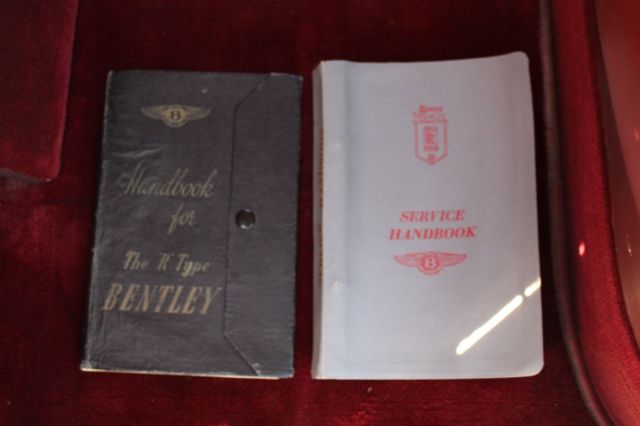 B
Handbook
for
The "R" Type
BENTLEY
SERVICE
HANDBOOK
B